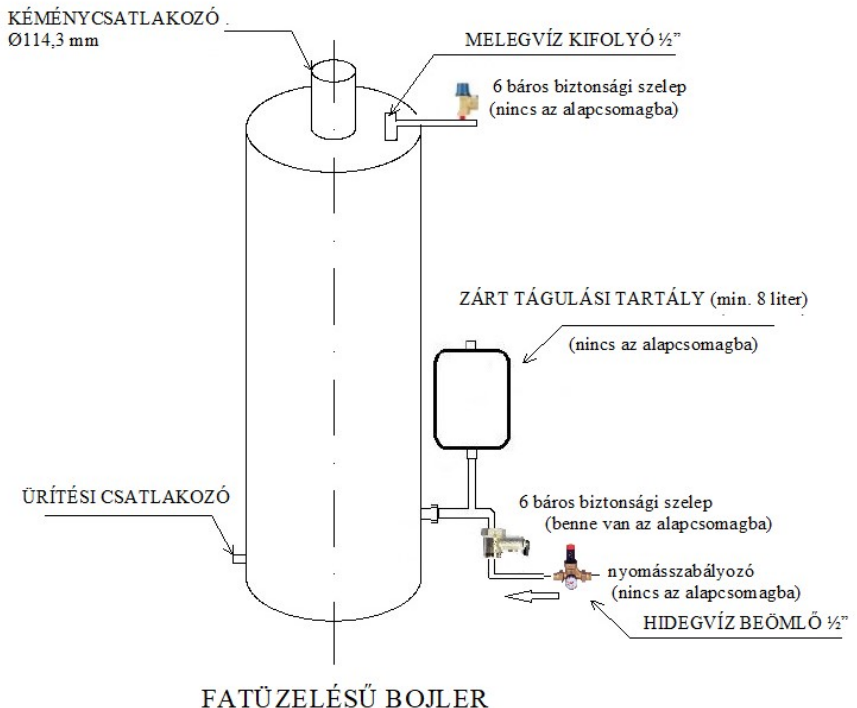 KÉMÉNYCSATLAKOZÓ .
Ø114,3 mm
MELEGVÍZ KIFOLYÓ ½”
6 báros biztonsági szelep
(nincs az alapcsomagba)
ZÁRT TÁGULÁSI TARTÁLY (min. 8 liter)
(nincs az alapcsomagba)
ÜRÍTÉSI CSATLAKOZÓ
6 báros biztonsági szelep
(benne van az alapcsomagba)
nyomásszabályozó
(nincs az alapcsomagba)
HIDEGVÍZ BEÖMLŐ ½”
FATÜZELÉSŰ BOJLER